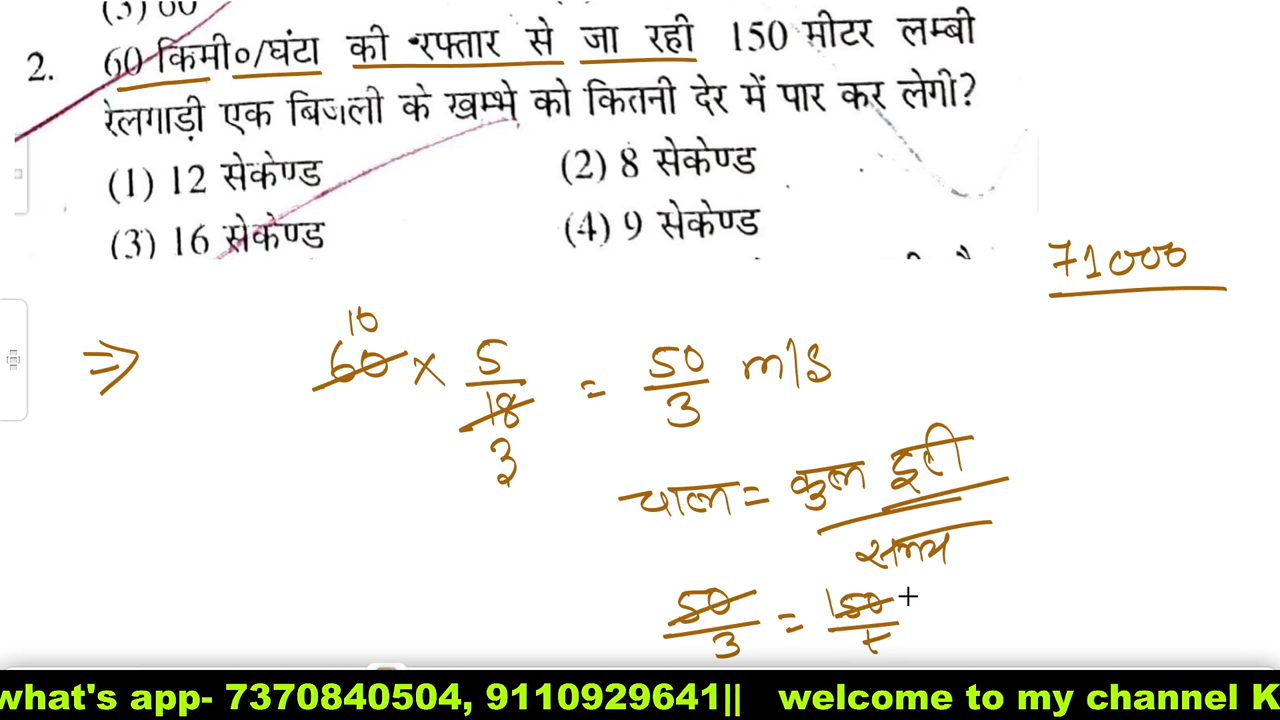 (3) 60
2. 60 किमी०/घंटा की रफ्तार से जा रही 150 मीटर लम्बी
रेलगाड़ी एक बिजली के खम्भे को कितनी देर में पार कर लेगी?
(1) 12 सेकेण्ड (2) 8 सेकेण्ड
(3) 16 सेकेण्ड (4) 9 सेकेण्ड
71000
⇒ 60 × 5/18 = 50/3 m/s
10
3
चाल = कुल दूरी
समय
50/3 = 150/t
what's app- 7370840504, 9110929641|| welcome to my channel K